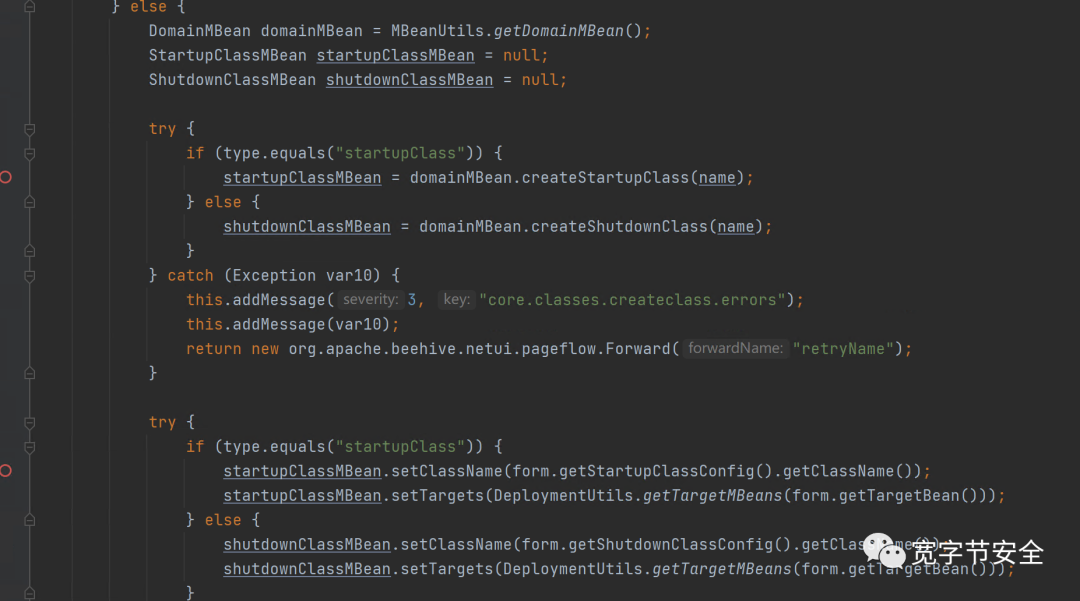 } else {
DomainMBean domainMBean = MBeanUtils.getDomainMBean();
StartupClassMBean startupClassMBean = null;
ShutdownClassMBean shutdownClassMBean = null;
try {
if (type.equals("startupClass")) {
startupClassMBean = domainMBean.createStartupClass(name);
} else {
shutdownClassMBean = domainMBean.createShutdownClass(name);
}
} catch (Exception var10) {
this.addMessage( severity: 3, key: "core.classes.createclass.errors");
this.addMessage(var10);
return new org.apache.beehive.netui.pageflow.Forward( forwardName: "retryName");
}
try {
if (type.equals("startupClass")) {
startupClassMBean.setClassName(form.getStartupClassConfig().getClassName());
startupClassMBean.setTargets(DeploymentUtils.getTargetMBeans(form.getTargetBean()));
} else {
shutdownClassMBean.setClassName(form.getShutdownClassConfig().
宽字节安全
shutdownClassMBean.setTargets(DeploymentUtils.getTargetMBeans(form.getTargetBean()));
}